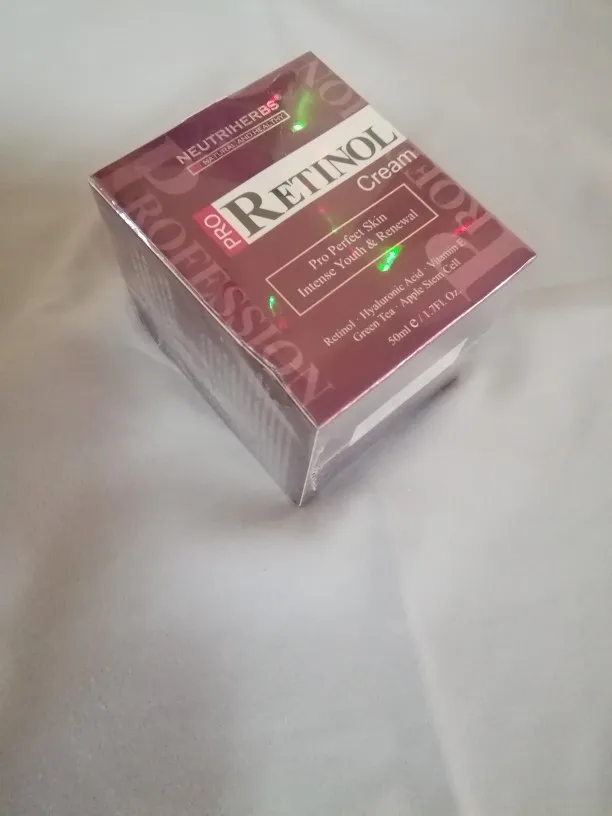 NEUTRIHERBS®
NATURAL AND HEALTHY
PRO
RETINOL
Cream
Pro Perfect Skin
Intense Youth & Renewal
Retinol · Hyaluronic Acid · Vitamin E
Green Tea · Apple Stem Cell
50ml e / 1.7Fl. Oz.
PROFESSION